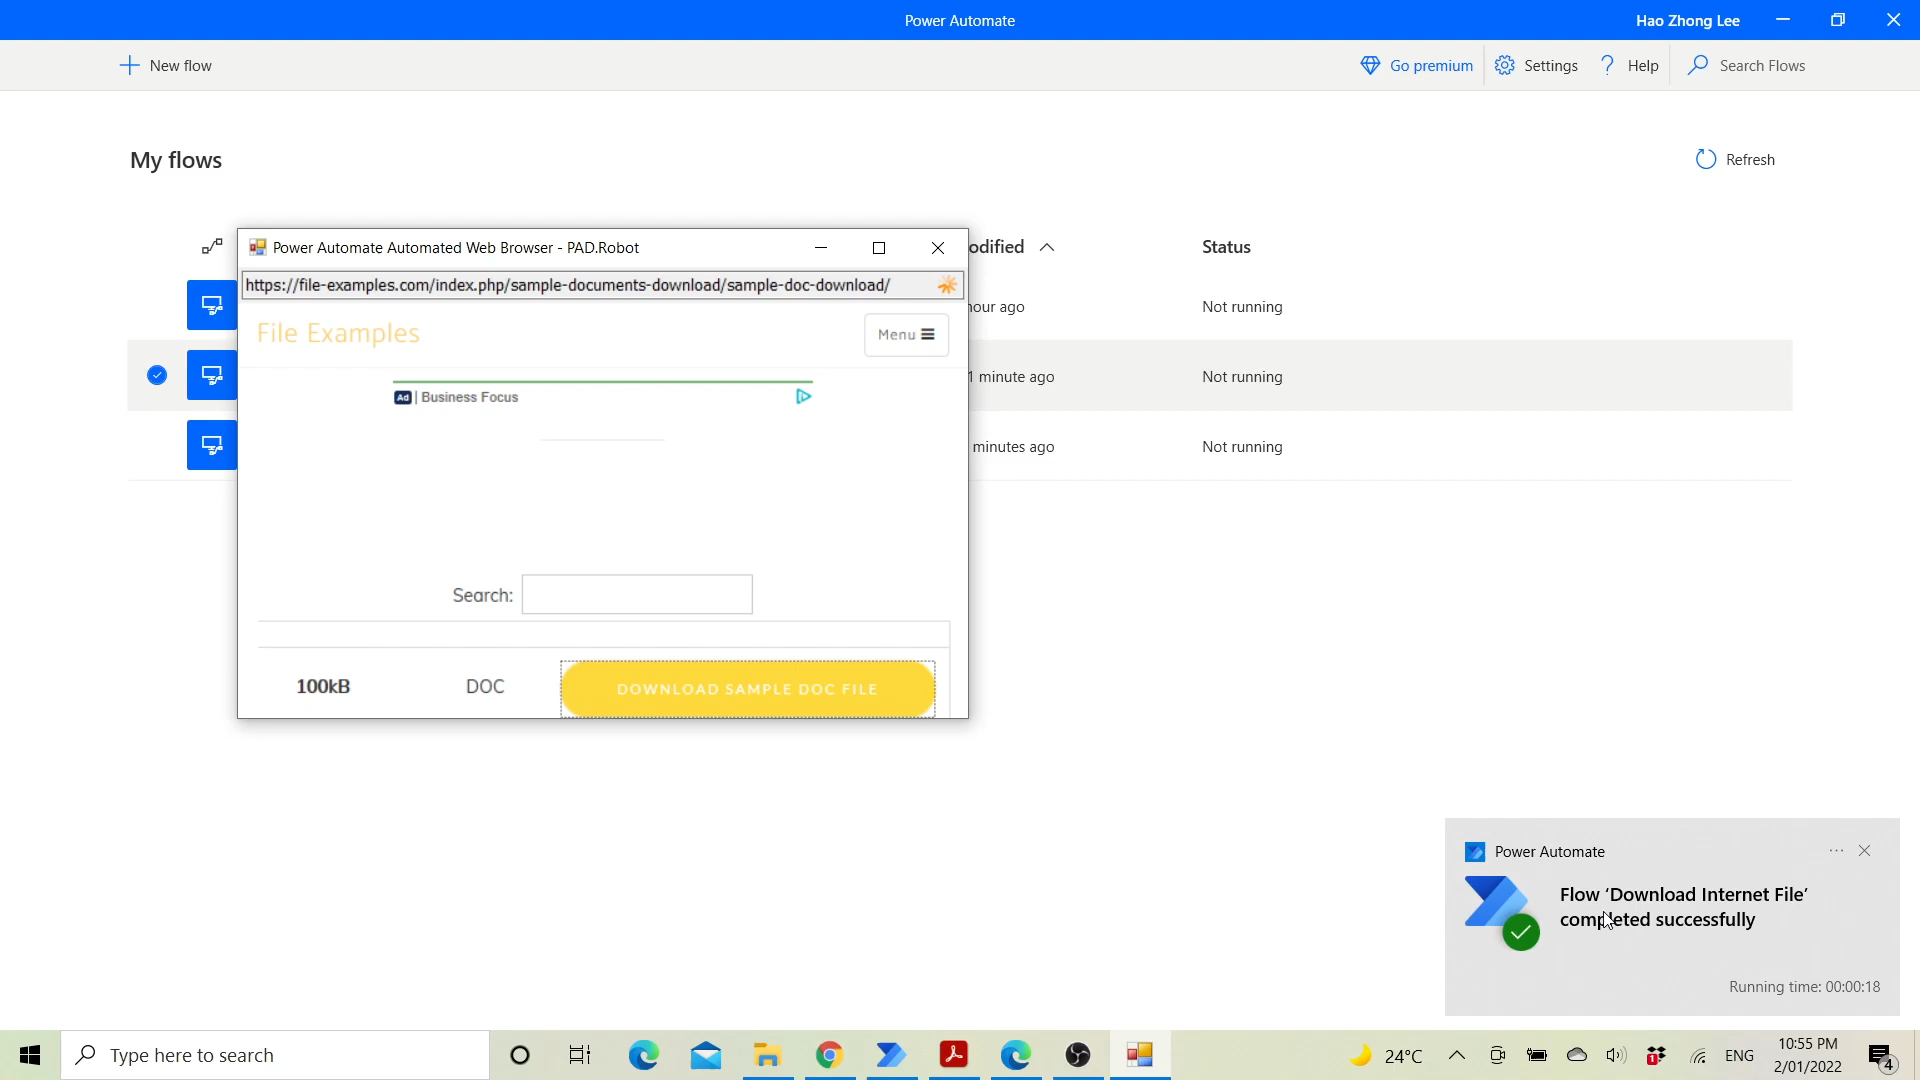 Power Automate
Hao Zhong Lee
New flow
Go premium
Settings
Help
Search Flows
My flows
Refresh
odified
Status
Power Automate Automated Web Browser - PAD.Robot
https://file-examples.com/index.php/sample-documents-download/sample-doc-download/
hour ago
Not running
File Examples
Menu
1 minute ago
Not running
Ad | Business Focus
minutes ago
Not running
Search:
100kB
DOC
DOWNLOAD SAMPLE DOC FILE
Power Automate
Flow ‘Download Internet File’
completed successfully
Running time: 00:00:18
Type here to search
24°C
1
ENG
10:55 PM
2/01/2022
4